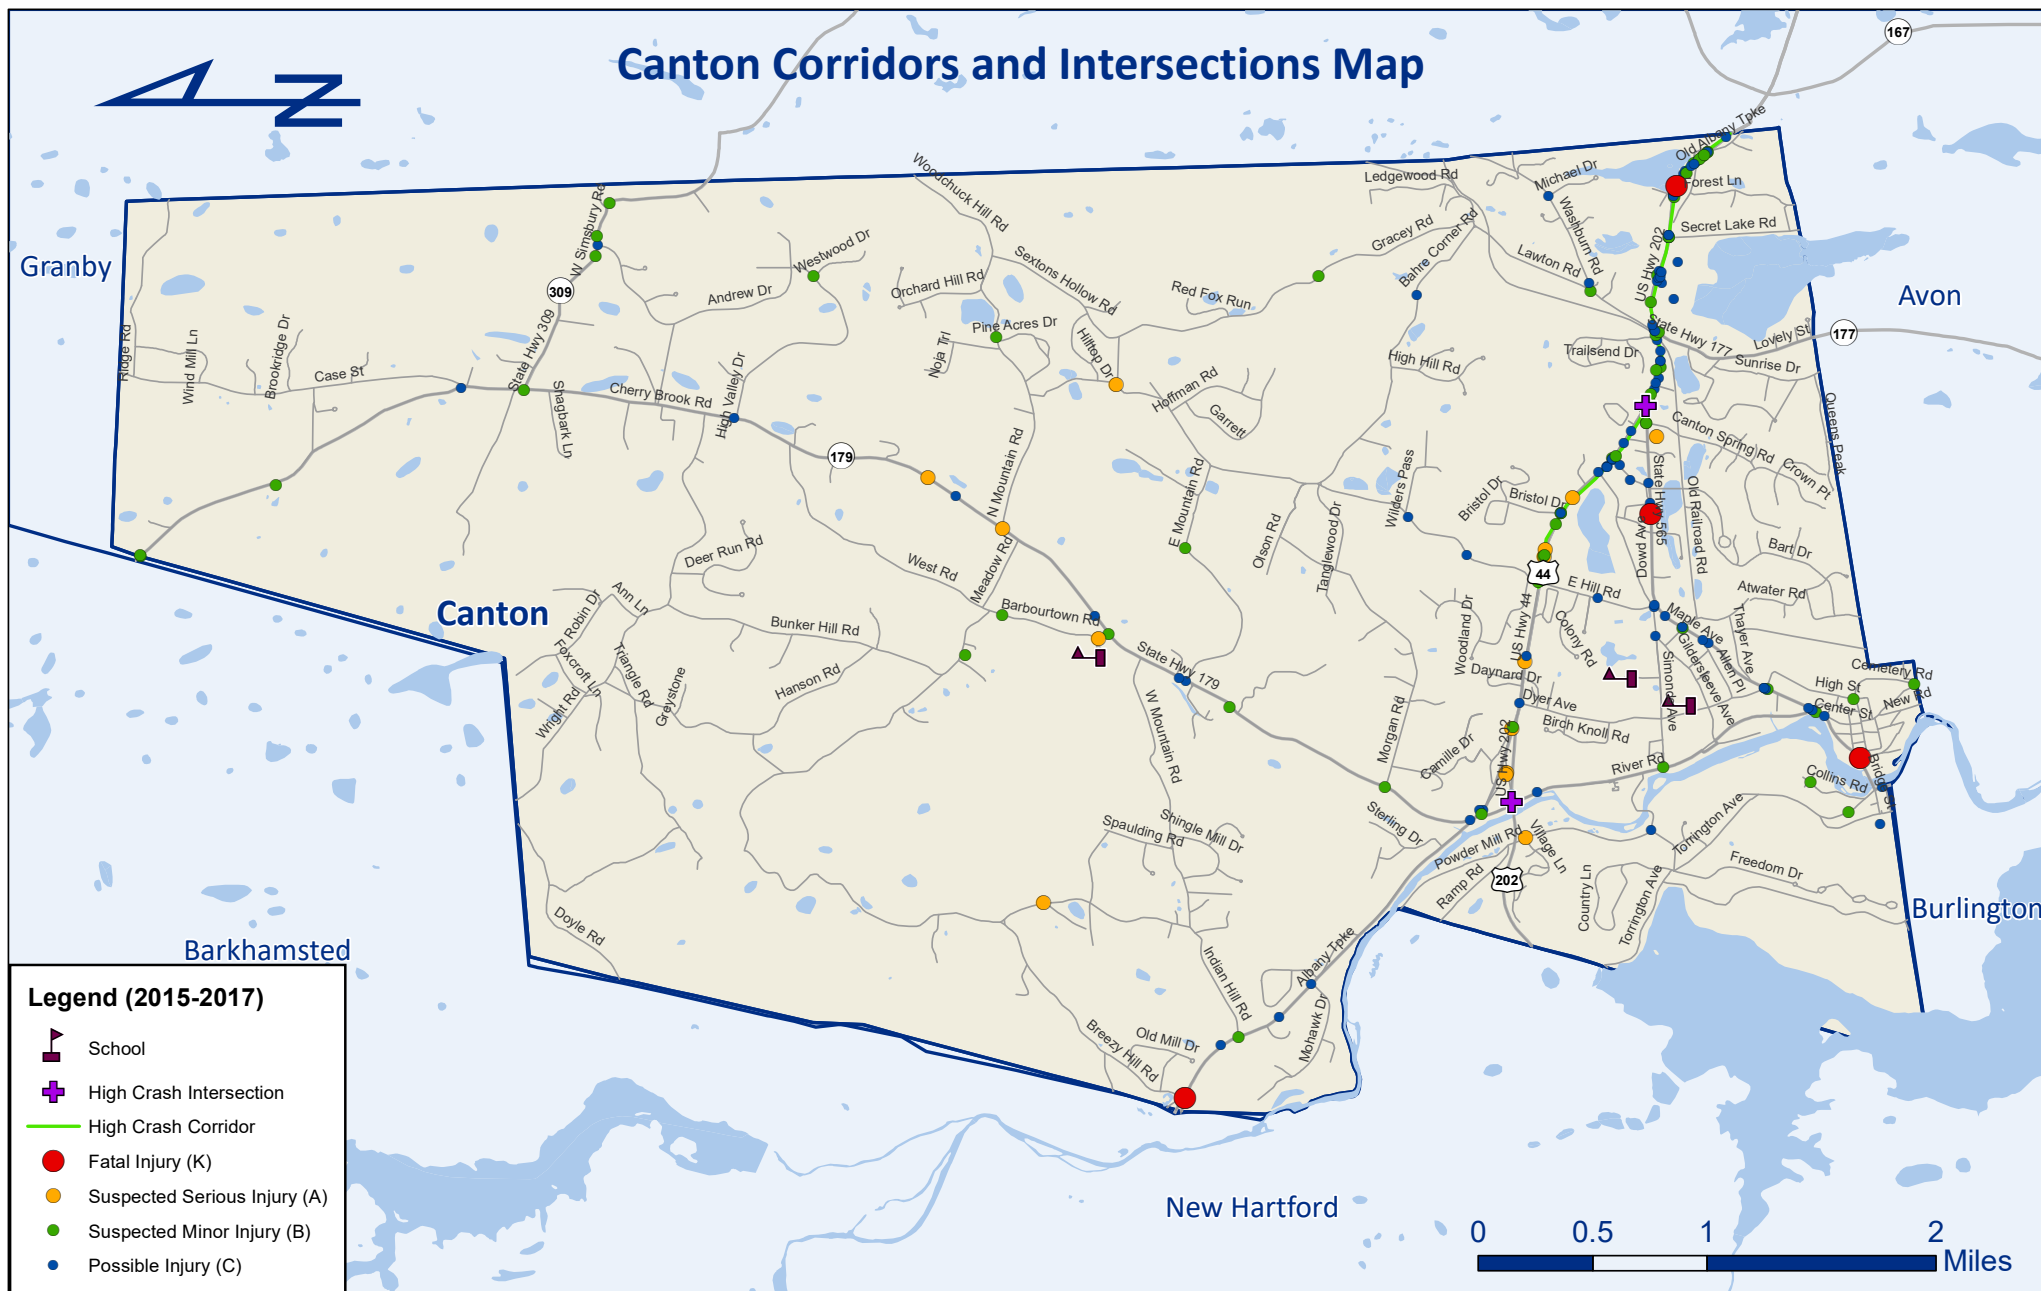 Canton Corridors and Intersections Map
N
167
Old Albany Tpke
Woodchuck Hill Rd
Ledgewood Rd
Michael Dr
Forest Ln
W Simsbury Rd
Washburn Rd
Secret Lake Rd
Granby
Westwood Dr
Gracey Rd
Bahre Corner Rd
Lawton Rd
US Hwy 202
Avon
309
Andrew Dr
Orchard Hill Rd
Sextons Hollow Rd
Red Fox Run
Ridge Rd
Wind Mill Ln
Brookridge Dr
State Hwy 309
Pine Acres Dr
Hilltop Dr
State Hwy 177
Lovely St
177
Noja Trl
High Hill Rd
Trailsend Dr
Sunrise Dr
Case St
Shagbark Ln
Cherry Brook Rd
High Valley Dr
Hoffman Rd
Garrett
Queens Peak
Canton Spring Rd
Crown Pt
179
N Mountain Rd
E Mountain Rd
Wilders Pass
Bristol Dr
Bristol Dr
State Hwy 565
Old Railroad Rd
Olson Rd
Tanglewood Dr
Dowd Ave
Bart Dr
Deer Run Rd
West Rd
Meadow Rd
44
E Hill Rd
Atwater Rd
Canton
Robin Dr
Ann Ln
Barbourtown Rd
Bunker Hill Rd
Woodland Dr
US Hwy 44
Colony Rd
Maple Ave
Thayer Ave
Allen Pl
Gildersleeve Ave
Foxcroft Ln
Triangle Rd
Greystone
Hanson Rd
State Hwy 179
Daynard Dr
Simonds Ave
Cemetery Rd
High St
New Rd
Center St
Wright Rd
W Mountain Rd
Morgan Rd
Dyer Ave
Birch Knoll Rd
Camille Dr
US Hwy 202
River Rd
Bridge St
Collins Rd
Spaulding Rd
Shingle Mill Dr
Sterling Dr
Powder Mill Rd
Village Ln
Torrington Ave
Ramp Rd
202
Country Ln
Torrington Ave
Freedom Dr
Burlington
Doyle Rd
Barkhamsted
Indian Hill Rd
Albany Tpke
Mohawk Dr
Old Mill Dr
Breezy Hill Rd
New Hartford
Legend (2015-2017)
School
High Crash Intersection
High Crash Corridor
Fatal Injury (K)
Suspected Serious Injury (A)
Suspected Minor Injury (B)
Possible Injury (C)
0 0.5 1 2
Miles